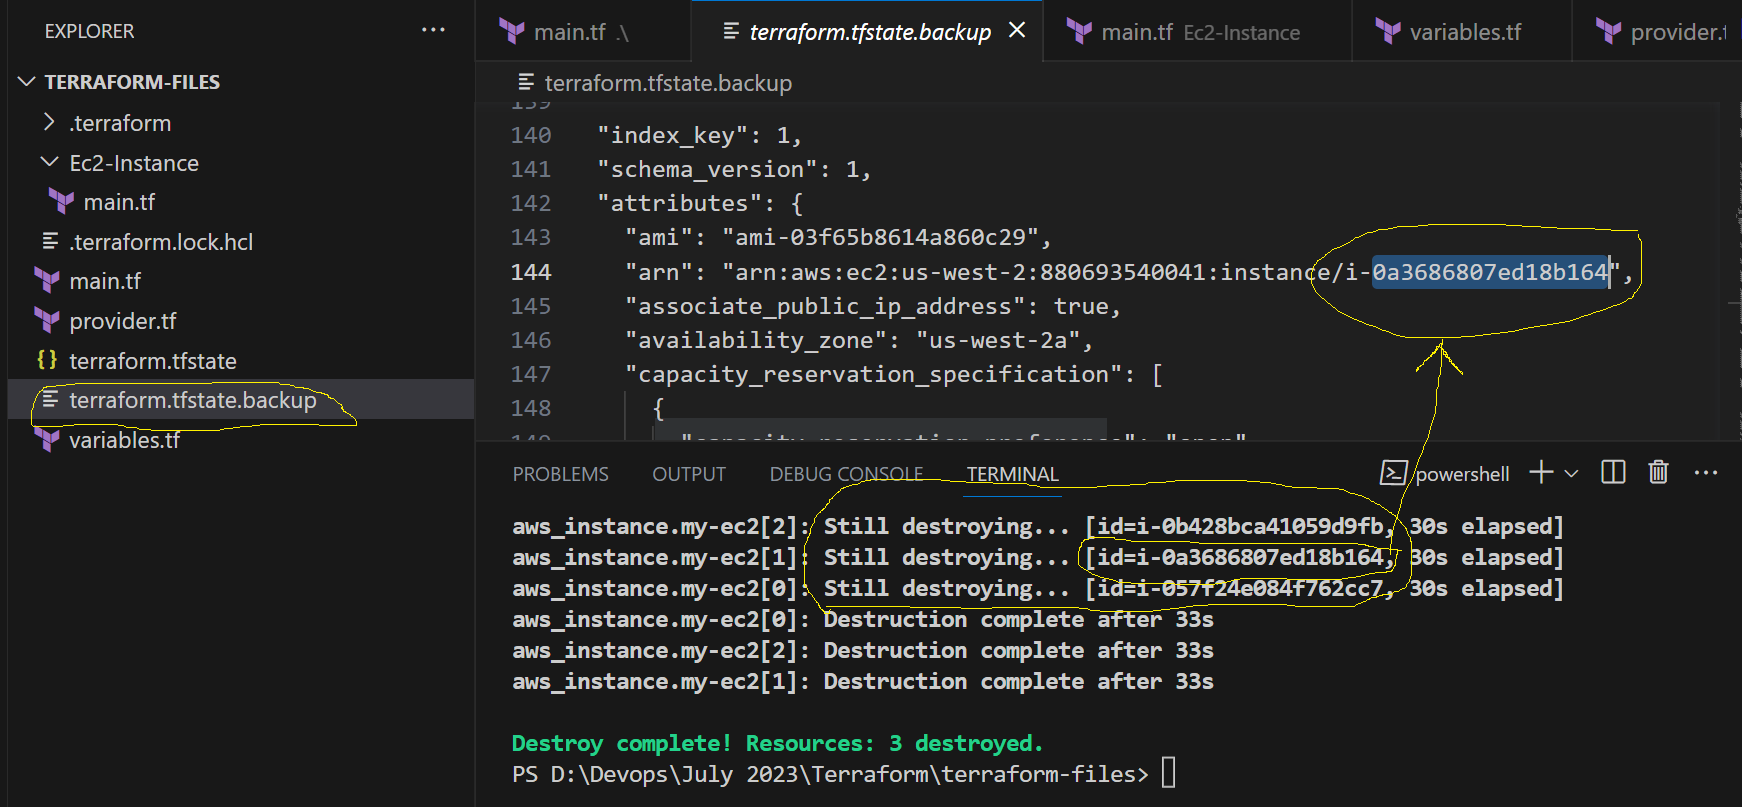 EXPLORER
···
TERRAFORM-FILES
.terraform
Ec2-Instance
main.tf
.terraform.lock.hcl
main.tf
provider.tf
{} terraform.tfstate
terraform.tfstate.backup
variables.tf
main.tf .\
terraform.tfstate.backup
main.tf Ec2-Instance
variables.tf
provider.t
terraform.tfstate.backup
139
140 "index_key": 1,
141 "schema_version": 1,
142 "attributes": {
143 "ami": "ami-03f65b8614a860c29",
144 "arn": "arn:aws:ec2:us-west-2:880693540041:instance/i-0a3686807ed18b164",
145 "associate_public_ip_address": true,
146 "availability_zone": "us-west-2a",
147 "capacity_reservation_specification": [
148 {
149 "capacity_reservation_preference": "open"
PROBLEMS OUTPUT DEBUG CONSOLE TERMINAL
powershell
···
aws_instance.my-ec2[2]: Still destroying... [id=i-0b428bca41059d9fb, 30s elapsed]
aws_instance.my-ec2[1]: Still destroying... [id=i-0a3686807ed18b164, 30s elapsed]
aws_instance.my-ec2[0]: Still destroying... [id=i-057f24e084f762cc7, 30s elapsed]
aws_instance.my-ec2[0]: Destruction complete after 33s
aws_instance.my-ec2[2]: Destruction complete after 33s
aws_instance.my-ec2[1]: Destruction complete after 33s
Destroy complete! Resources: 3 destroyed.
PS D:\Devops\July 2023\Terraform\terraform-files>